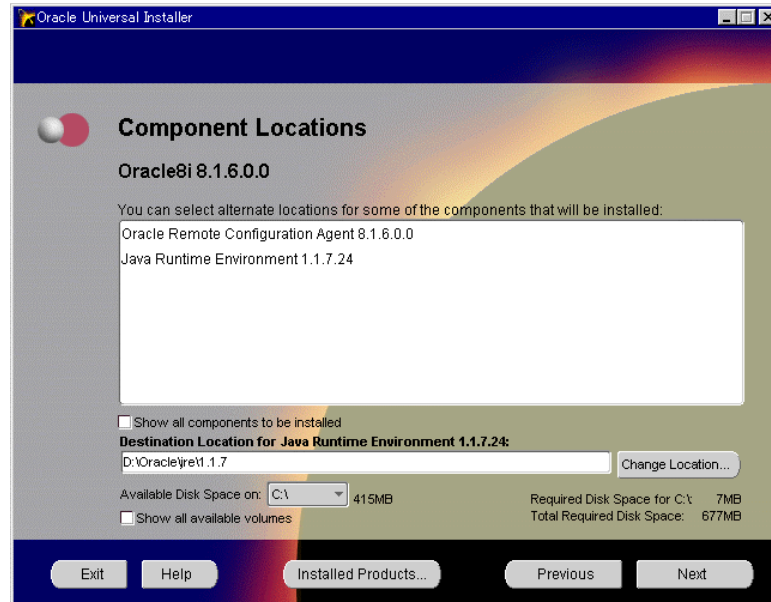 Oracle Universal Installer
Component Locations
Oracle8i 8.1.6.0.0
You can select alternate locations for some of the components that will be installed:
Oracle Remote Configuration Agent 8.1.6.0.0
Java Runtime Environment 1.1.7.24
Show all components to be installed
Destination Location for Java Runtime Environment 1.1.7.24:
D:\Oracle\jre\1.1.7
Change Location...
Available Disk Space on: C:\ 415MB
Required Disk Space for C:\: 7MB
Show all available volumes
Total Required Disk Space: 677MB
Exit Help Installed Products... Previous Next